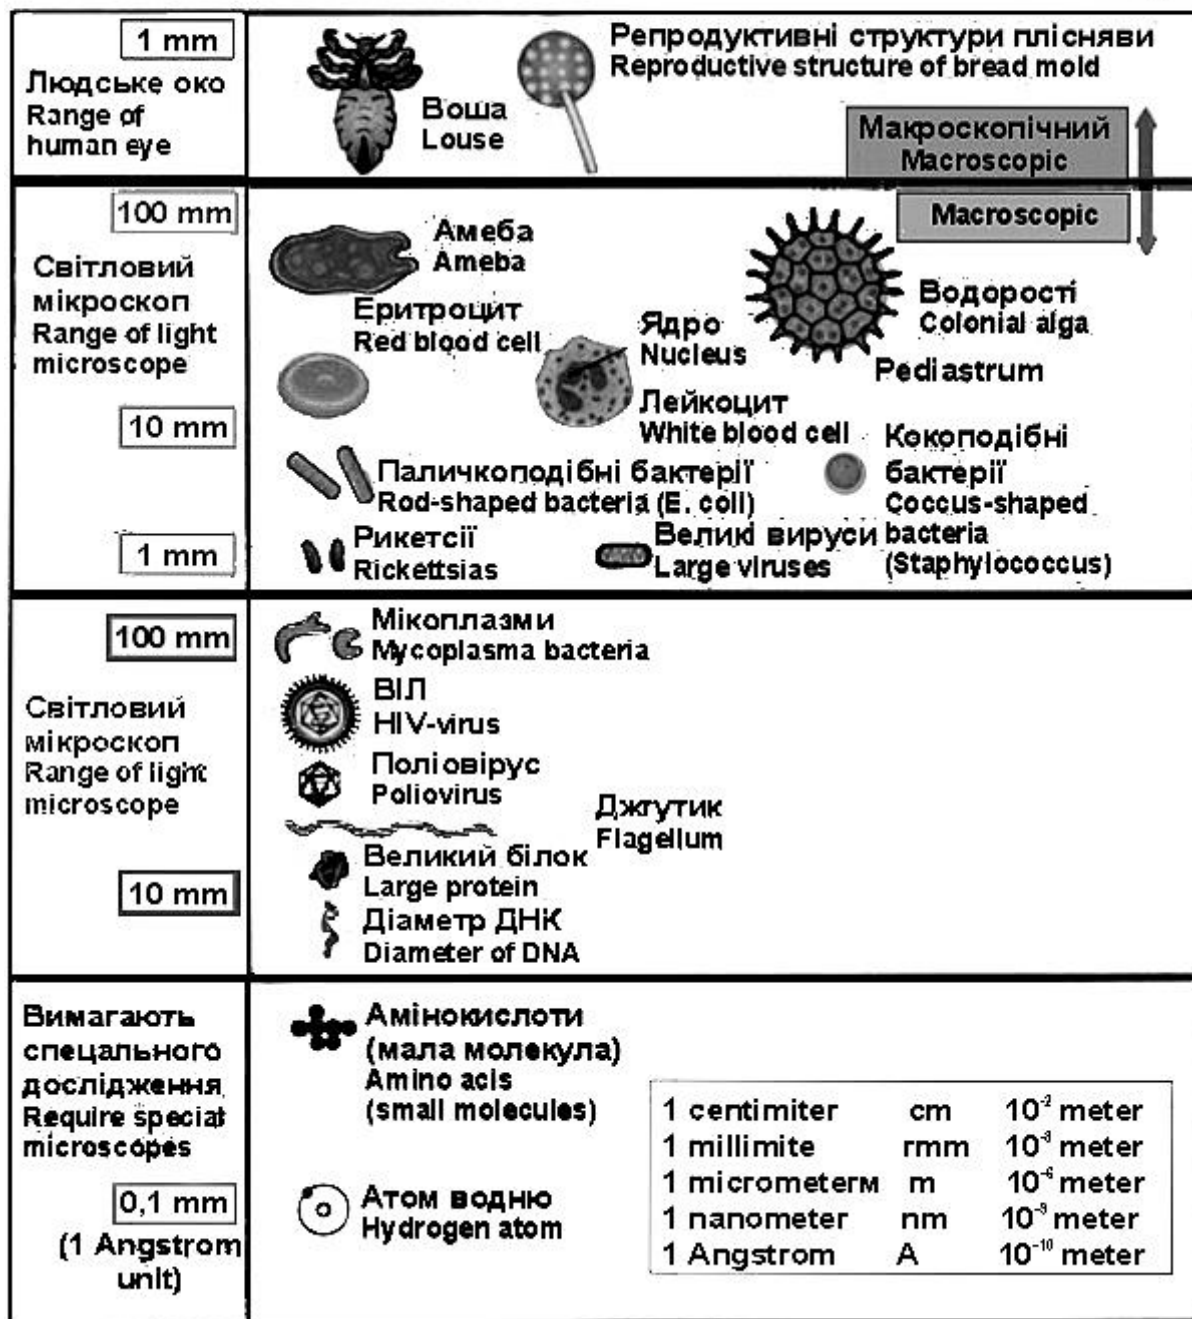 1 mm
Людське око
Range of
human eye
Воша
Louse
Репродуктивні структури плісняви
Reproductive structure of bread mold
Макроскопічний
Macroscopic
100 mm
Світловий
мікроскоп
Range of light
microscope
10 mm
1 mm
Macroscopic
Амеба
Ameba
Еритроцит
Red blood cell
Ядро
Nucleus
Лейкоцит
White blood cell
Водорості
Colonial alga
Pediastrum
Паличкоподібні бактерії
Rod-shaped bacteria (E. coll)
Кокоподібні
бактерії
Coccus-shaped
bacteria
(Staphylococcus)
Рикетсії
Rickettsias
Великі вируси
Large viruses
100 mm
Світловий
мікроскоп
Range of light
microscope
10 mm
Мікоплазми
Mycoplasma bacteria
ВІЛ
HIV-virus
Поліовірус
Poliovirus
Джгутик
Flagellum
Великий білок
Large protein
Діаметр ДНК
Diameter of DNA
Вимагають
спецального
дослідження
Require special
microscopes
0,1 mm
(1 Angstrom
unit)
Амінокислоти
(мала молекула)
Amino acis
(small molecules)
Атом водню
Hydrogen atom
1 centimiter cm 10⁻² meter
1 millimite rmm 10⁻³ meter
1 micrometerм m 10⁻⁶ meter
1 nanometer nm 10⁻⁹ meter
1 Angstrom A 10⁻¹⁰ meter